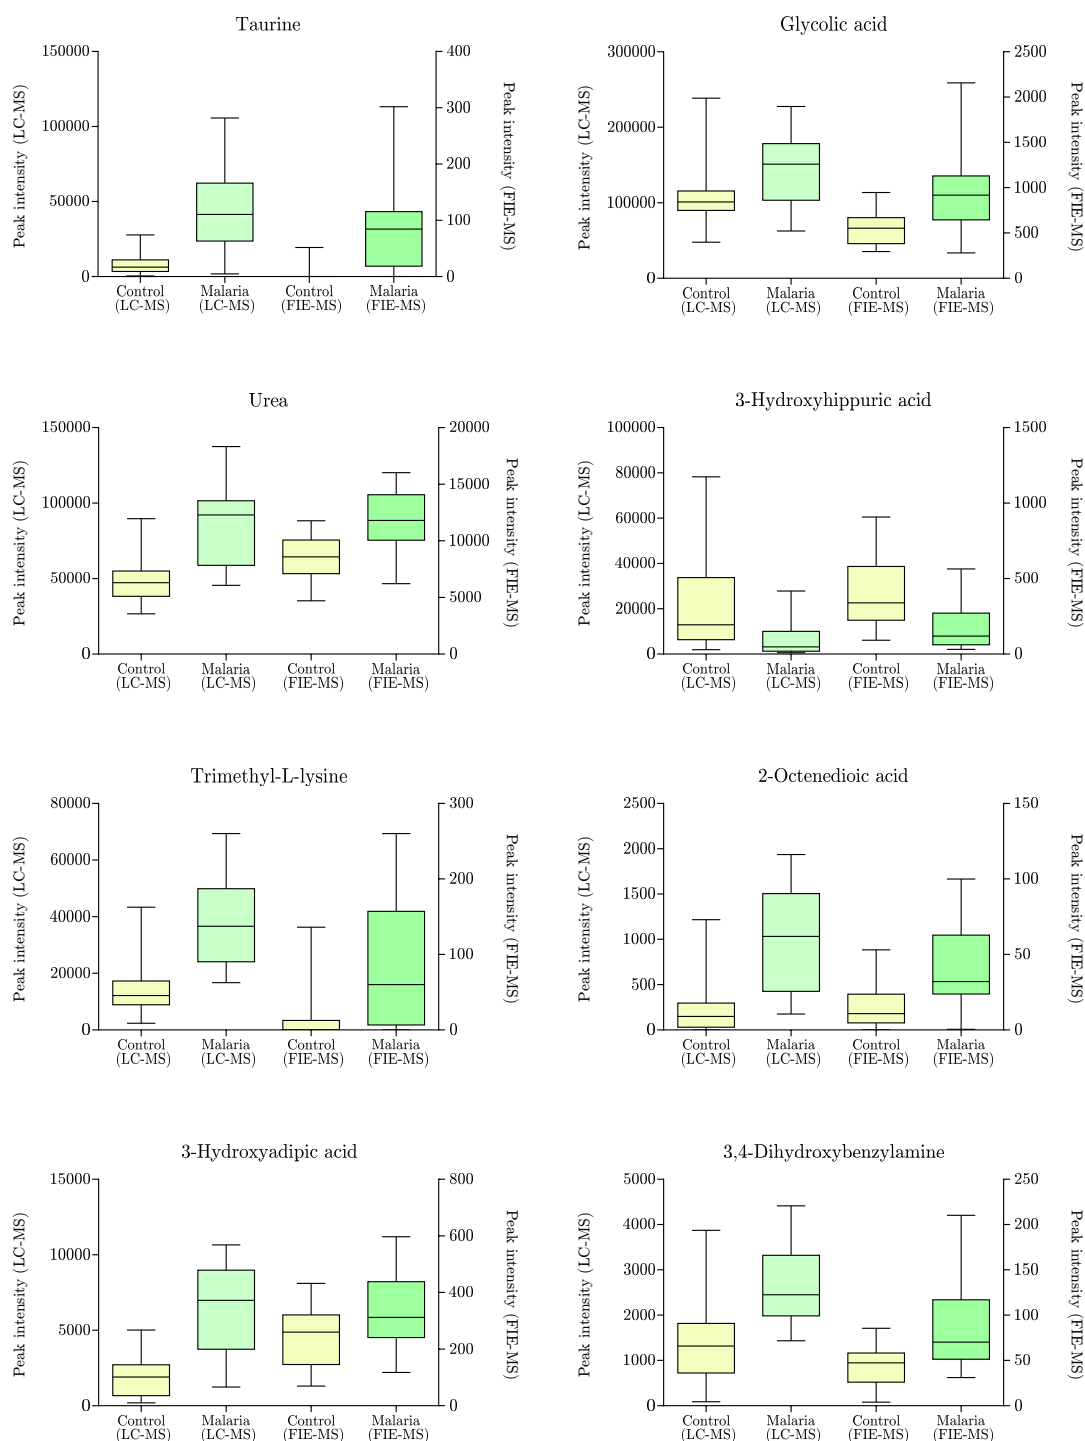 Taurine
150000
100000
50000
0
400
300
200
100
0
Peak intensity (LC-MS)
Peak intensity (FIE-MS)
Control Malaria Control Malaria
(LC-MS) (LC-MS) (FIE-MS) (FIE-MS)
Glycolic acid
300000
200000
100000
0
2500
2000
1500
1000
500
0
Peak intensity (LC-MS)
Peak intensity (FIE-MS)
Control Malaria Control Malaria
(LC-MS) (LC-MS) (FIE-MS) (FIE-MS)
Urea
150000
100000
50000
0
20000
15000
10000
5000
0
Peak intensity (LC-MS)
Peak intensity (FIE-MS)
Control Malaria Control Malaria
(LC-MS) (LC-MS) (FIE-MS) (FIE-MS)
3-Hydroxyhippuric acid
100000
80000
60000
40000
20000
0
1500
1000
500
0
Peak intensity (LC-MS)
Peak intensity (FIE-MS)
Control Malaria Control Malaria
(LC-MS) (LC-MS) (FIE-MS) (FIE-MS)
Trimethyl-L-lysine
80000
60000
40000
20000
0
300
200
100
0
Peak intensity (LC-MS)
Peak intensity (FIE-MS)
Control Malaria Control Malaria
(LC-MS) (LC-MS) (FIE-MS) (FIE-MS)
2-Octenedioic acid
2500
2000
1500
1000
500
0
150
100
50
0
Peak intensity (LC-MS)
Peak intensity (FIE-MS)
Control Malaria Control Malaria
(LC-MS) (LC-MS) (FIE-MS) (FIE-MS)
3-Hydroxyadipic acid
15000
10000
5000
0
800
600
400
200
0
Peak intensity (LC-MS)
Peak intensity (FIE-MS)
Control Malaria Control Malaria
(LC-MS) (LC-MS) (FIE-MS) (FIE-MS)
3,4-Dihydroxybenzylamine
5000
4000
3000
2000
1000
0
250
200
150
100
50
0
Peak intensity (LC-MS)
Peak intensity (FIE-MS)
Control Malaria Control Malaria
(LC-MS) (LC-MS) (FIE-MS) (FIE-MS)